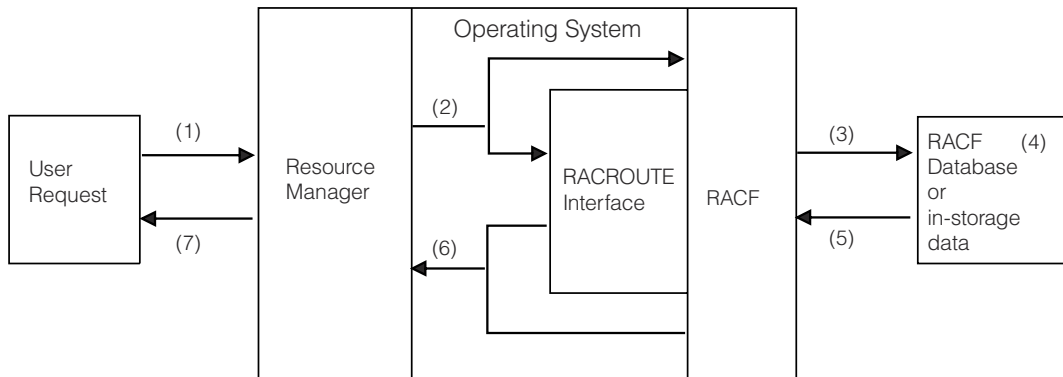 Operating System
(1)
User
Request
(7)
Resource
Manager
(2)
(6)
RACROUTE
Interface
RACF
(3)
(5)
RACF (4)
Database
or
in-storage
data